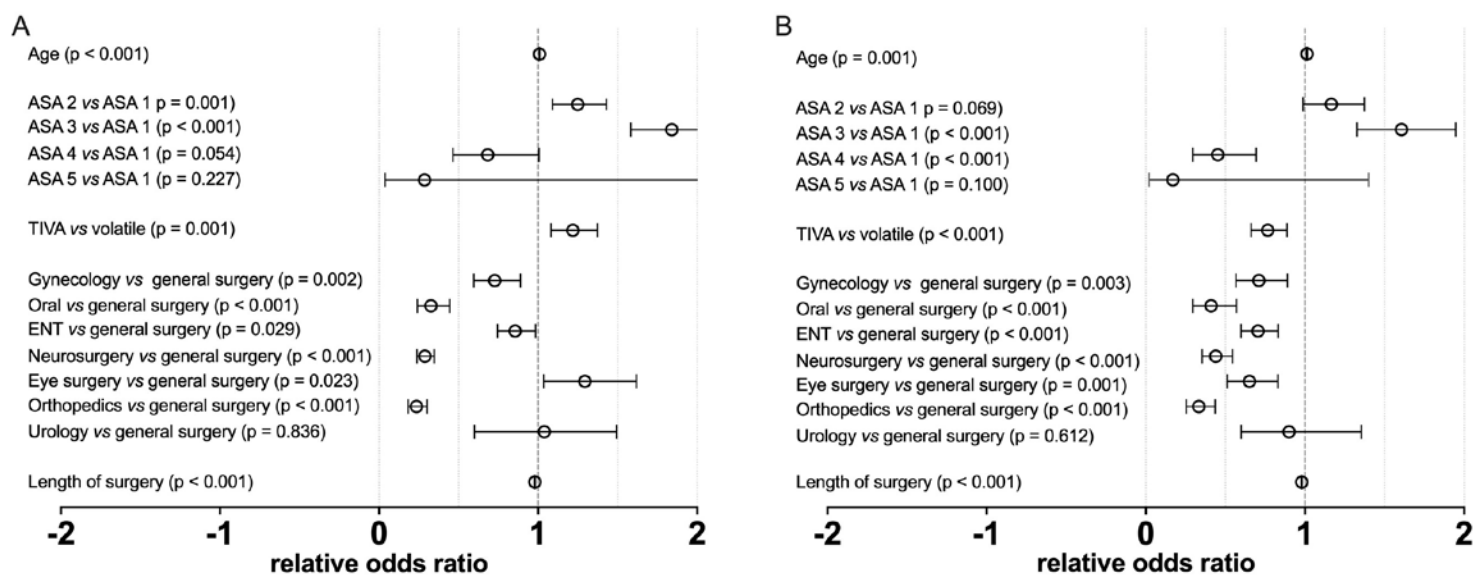 A
Age (p < 0.001)
ASA 2 vs ASA 1 p = 0.001)
ASA 3 vs ASA 1 (p < 0.001)
ASA 4 vs ASA 1 (p = 0.054)
ASA 5 vs ASA 1 (p = 0.227)
TIVA vs volatile (p = 0.001)
Gynecology vs general surgery (p = 0.002)
Oral vs general surgery (p < 0.001)
ENT vs general surgery (p = 0.029)
Neurosurgery vs general surgery (p < 0.001)
Eye surgery vs general surgery (p = 0.023)
Orthopedics vs general surgery (p < 0.001)
Urology vs general surgery (p = 0.836)
Length of surgery (p < 0.001)
-2 -1 0 1 2
relative odds ratio
B
Age (p = 0.001)
ASA 2 vs ASA 1 p = 0.069)
ASA 3 vs ASA 1 (p < 0.001)
ASA 4 vs ASA 1 (p < 0.001)
ASA 5 vs ASA 1 (p = 0.100)
TIVA vs volatile (p < 0.001)
Gynecology vs general surgery (p = 0.003)
Oral vs general surgery (p < 0.001)
ENT vs general surgery (p < 0.001)
Neurosurgery vs general surgery (p < 0.001)
Eye surgery vs general surgery (p = 0.001)
Orthopedics vs general surgery (p < 0.001)
Urology vs general surgery (p = 0.612)
Length of surgery (p < 0.001)
-2 -1 0 1 2
relative odds ratio